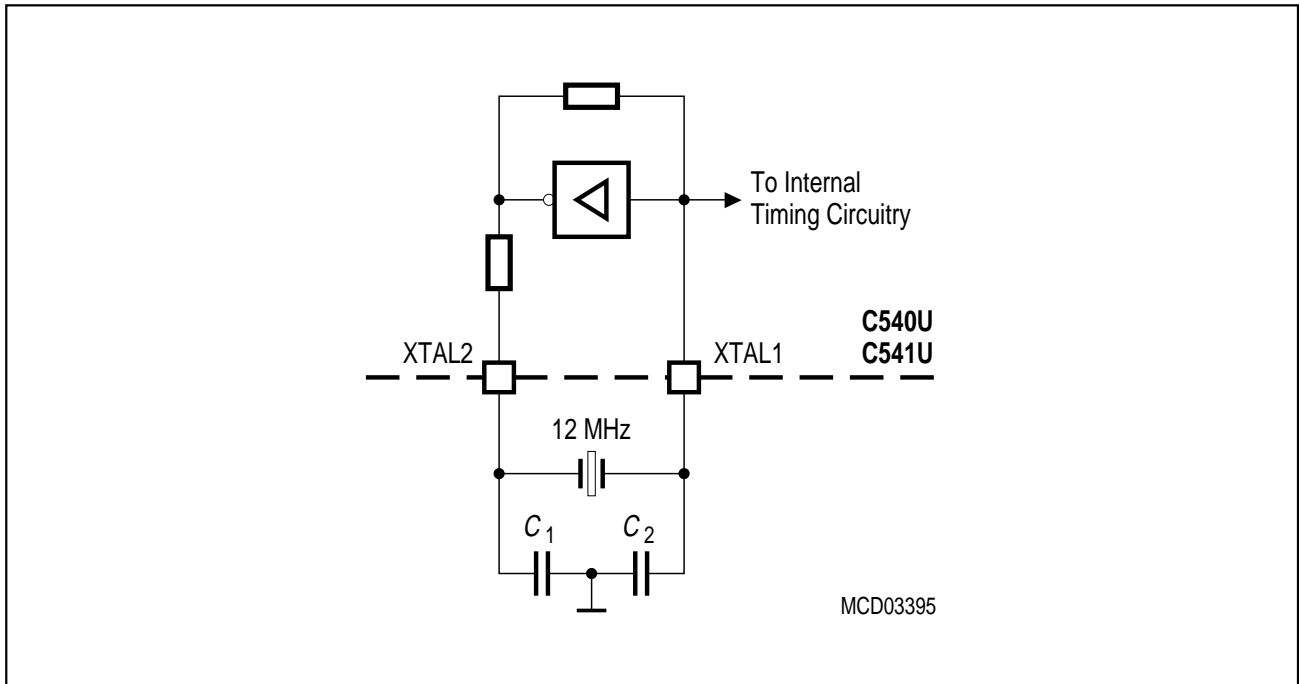 To Internal
Timing Circuitry
C540U
C541U
XTAL2
XTAL1
12 MHz
C1
C2
MCD03395